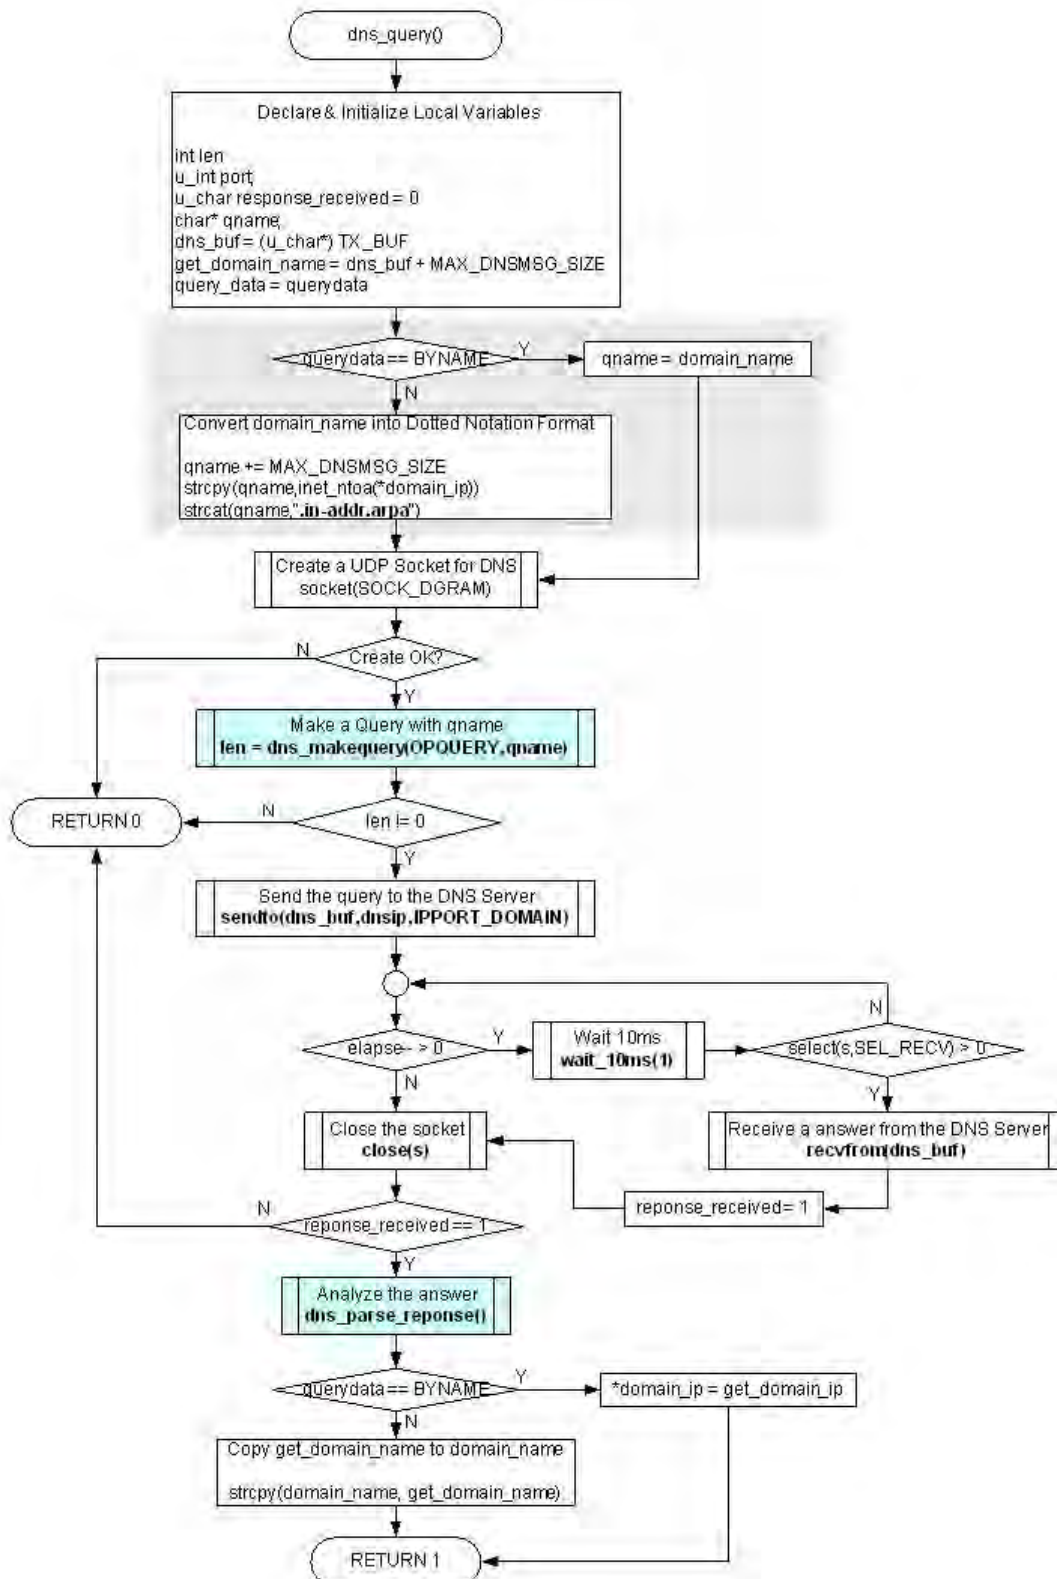 dns_query()
Declare & Initialize Local Variables
int len
u_int port;
u_char response_received = 0
char* qname;
dns_buf = (u_char*) TX_BUF
get_domain_name = dns_buf + MAX_DNSMSG_SIZE
query_data = querydata
querydata == BYNAME
Y
qname = domain_name
N
Convert domain_name into Dotted Notation Format
qname += MAX_DNSMSG_SIZE
strcpy(qname,inet_ntoa(*domain_ip))
strcat(qname,".in-addr.arpa")
Create a UDP Socket for DNS
socket(SOCK_DGRAM)
N
Create OK?
Y
Make a Query with qname
len = dns_makequery(OPQUERY,qname)
RETURN 0
N
len != 0
Y
Send the query to the DNS Server
sendto(dns_buf,dnsip,IPPORT_DOMAIN)
N
elapse-- > 0
Y
Wait 10ms
wait_10ms(1)
select(s,SEL_RECV) > 0
N
Y
Close the socket
close(s)
Receive a answer from the DNS Server
recvfrom(dns_buf)
reponse_received = 1
N
reponse_received == 1
Y
Analyze the answer
dns_parse_reponse()
querydata == BYNAME
Y
*domain_ip = get_domain_ip
N
Copy get_domain_name to domain_name
strcpy(domain_name, get_domain_name)
RETURN 1